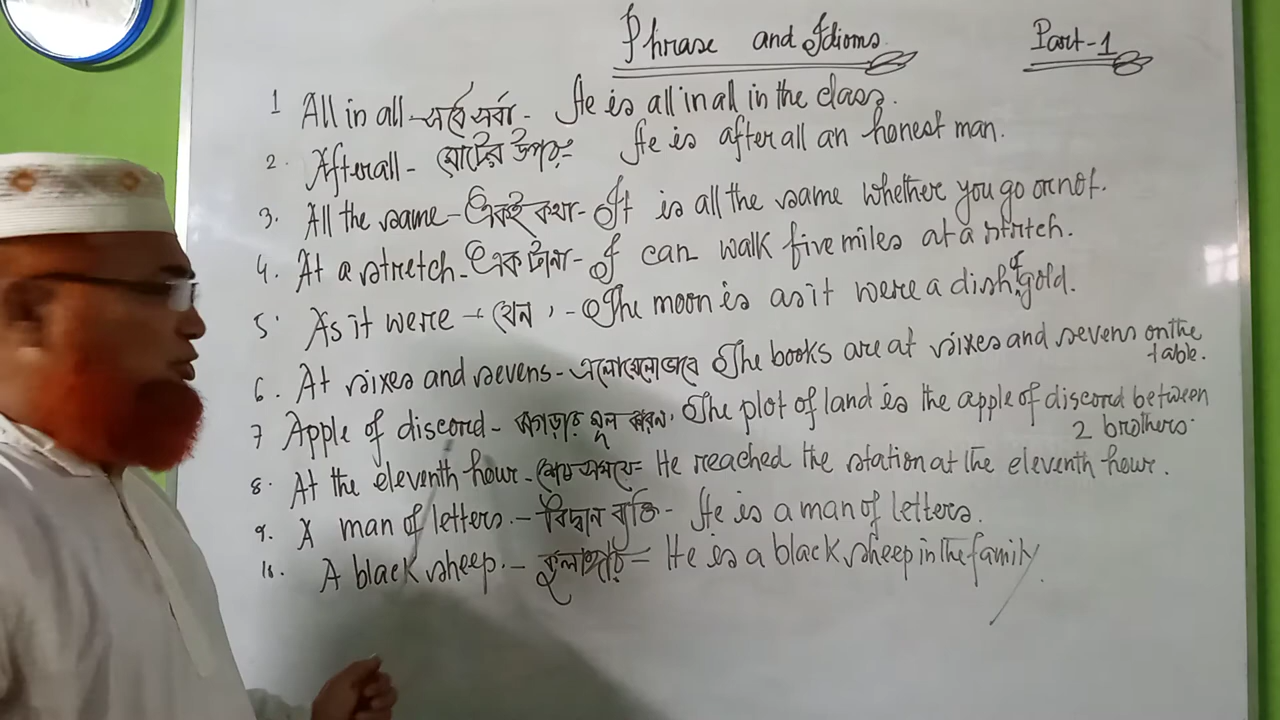 Phrase and Idioms Part-1
1 All in all - সর্বে সর্বা - He is all in all in the class.
2. Afterall - মোটের উপর = He is after all an honest man.
3. All the same - একই কথা - It is all the same whether you go or not.
4. At a stretch - একটানা - I can walk five miles at a stretch.
5. As it were - যেন, - The moon is as it were a dish of gold.
6. At sixes and sevens - এলোমেলোভাবে The books are at sixes and sevens on the table.
7 Apple of discord - ঝগড়ার মূল কারন, The plot of land is the apple of discord between 2 brothers.
8. At the eleventh hour - শেষ সময়ে = He reached the station at the eleventh hour.
9. A man of letters. - বিদ্বান ব্যক্তি - He is a man of letters.
10. A black sheep. - কুলাঙ্গার - He is a black sheep in the family.